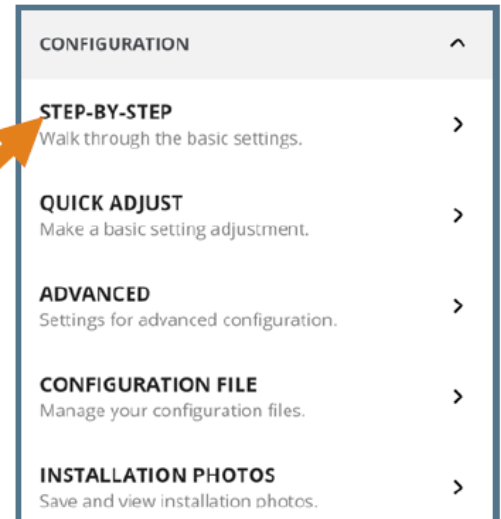 CONFIGURATION
STEP-BY-STEP
Walk through the basic settings.
QUICK ADJUST
Make a basic setting adjustment.
ADVANCED
Settings for advanced configuration.
CONFIGURATION FILE
Manage your configuration files.
INSTALLATION PHOTOS
Save and view installation photos.